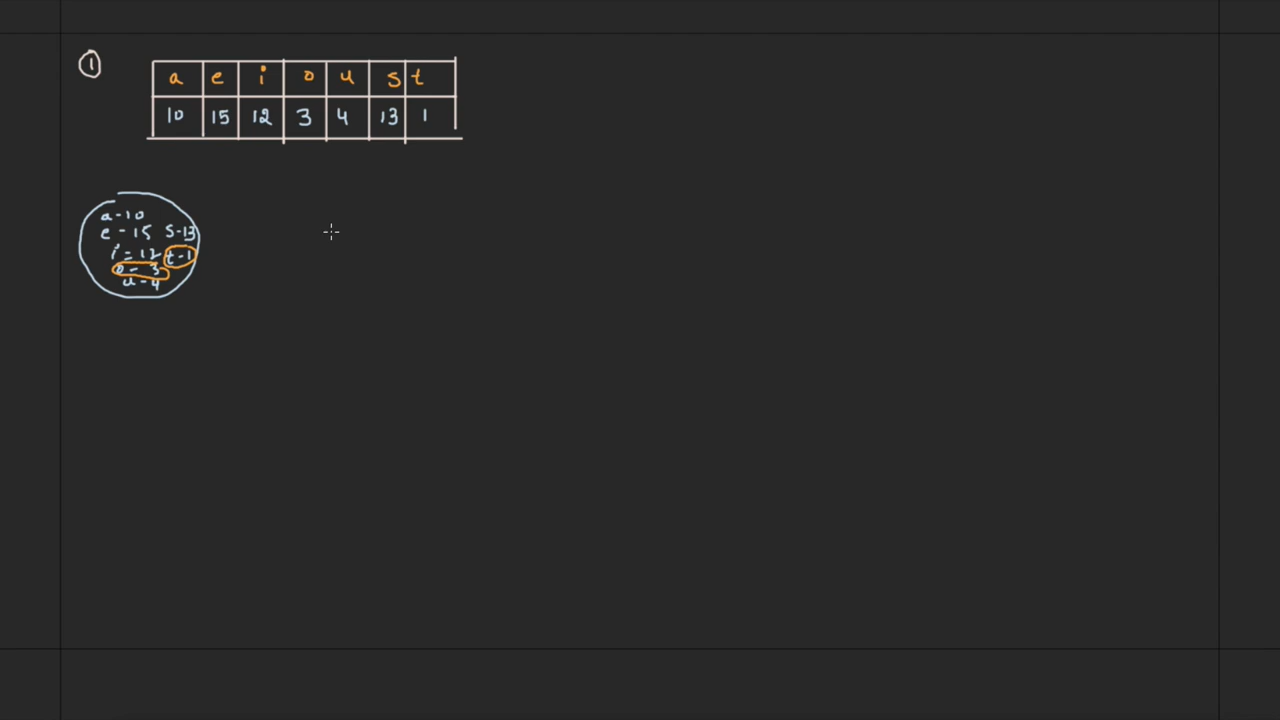 1
a e i o u s t
10 15 12 3 4 13 1
a - 10
e - 15 s - 13
i = 12 t - 1
o - 3
u - 4